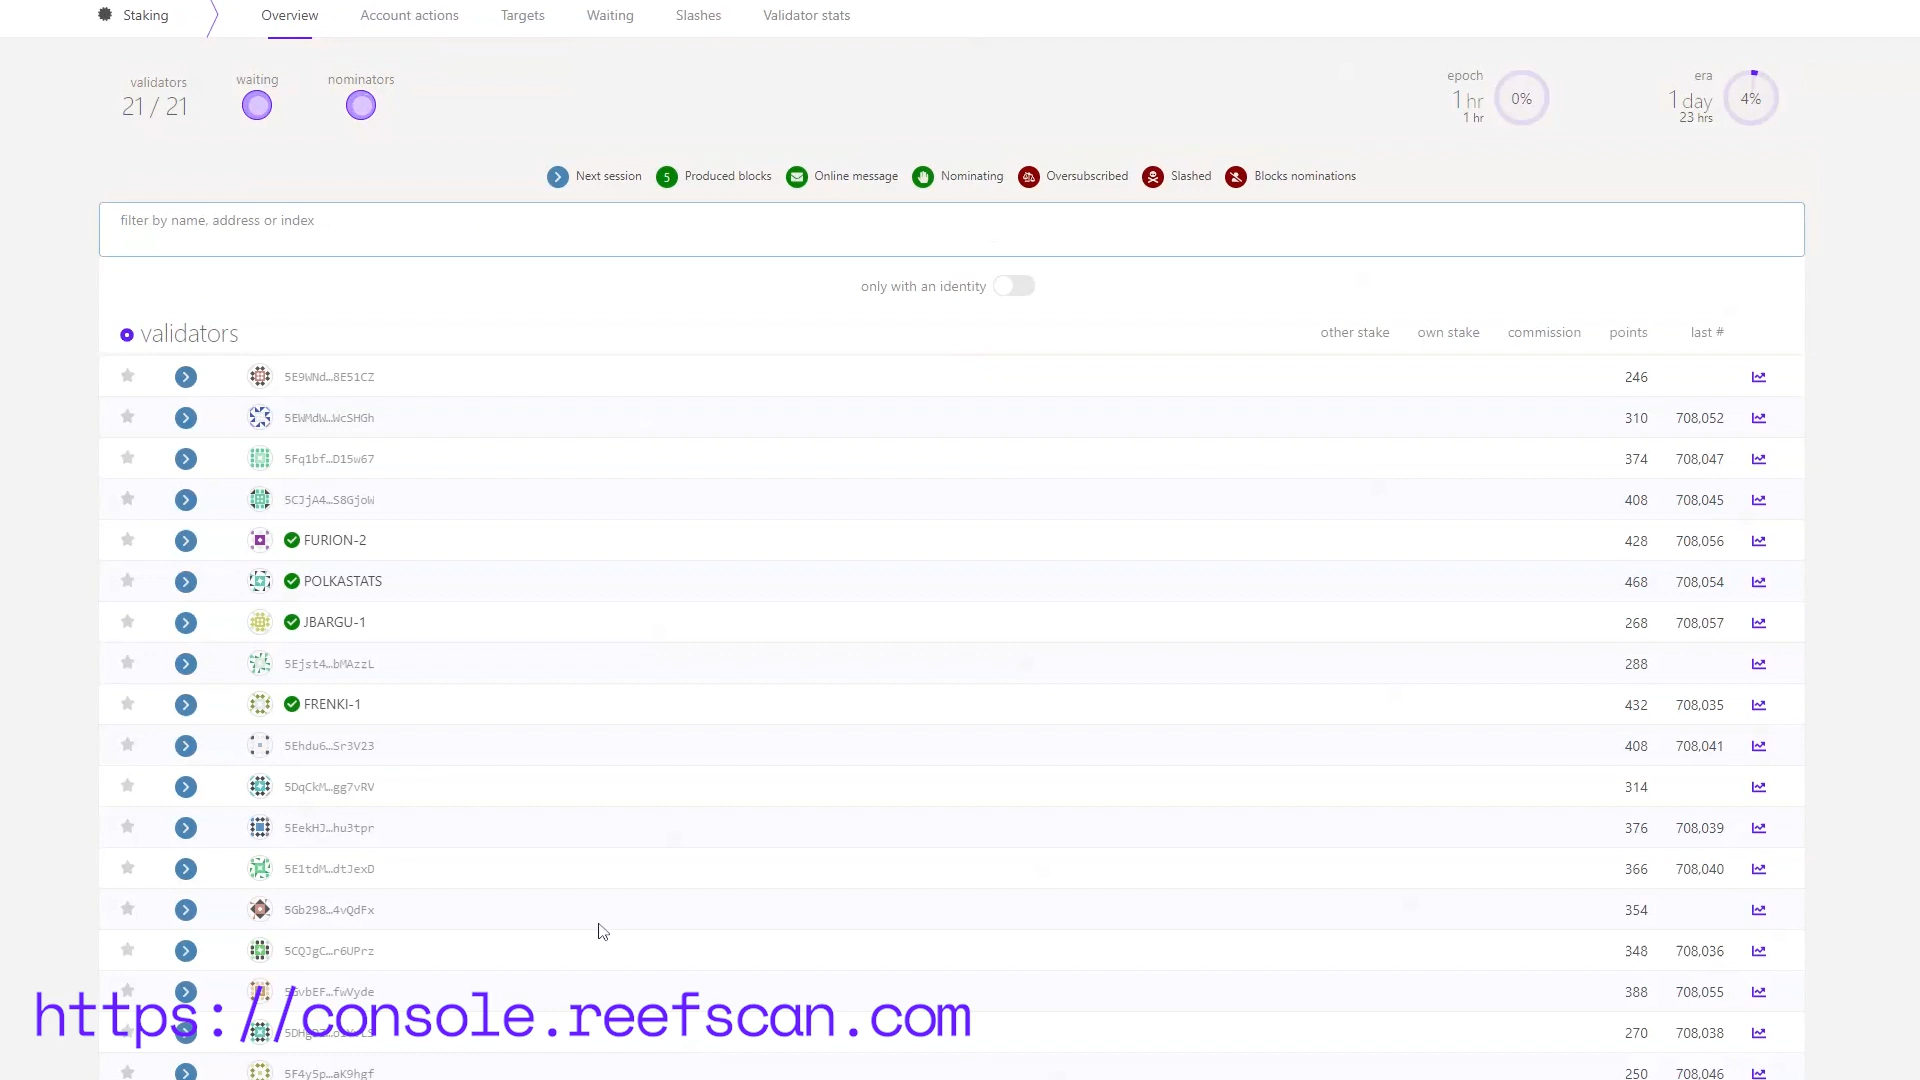 Staking Overview Account actions Targets Waiting Slashes Validator stats
validators waiting nominators epoch era
21 / 21 1 hr 0% 1 day 4%
1 hr 23 hrs
Next session 5 Produced blocks Online message Nominating Oversubscribed Slashed Blocks nominations
filter by name, address or index
only with an identity
validators other stake own stake commission points last #
5E9WNd…8E51CZ 246
5EWMdW…WcSHGh 310 708,052
5Fq1bf…D15w67 374 708,047
5CJjA4…S8GjoW 408 708,045
FURION-2 428 708,056
POLKASTATS 468 708,054
JBARGU-1 268 708,057
5Ejst4…bMAzzL 288
FRENKI-1 432 708,035
5Ehdu6…Sr3V23 408 708,041
5DqCkM…gg7vRV 314
5EekHJ…hu3tpr 376 708,039
5E1tdM…dtJexD 366 708,040
5Gb298…4vQdFx 354
5CQJgC…r6UPrz 348 708,036
388 708,055
https://console.reefscan.com
270 708,038
5F4y5p…aK9hgf 250 708,046